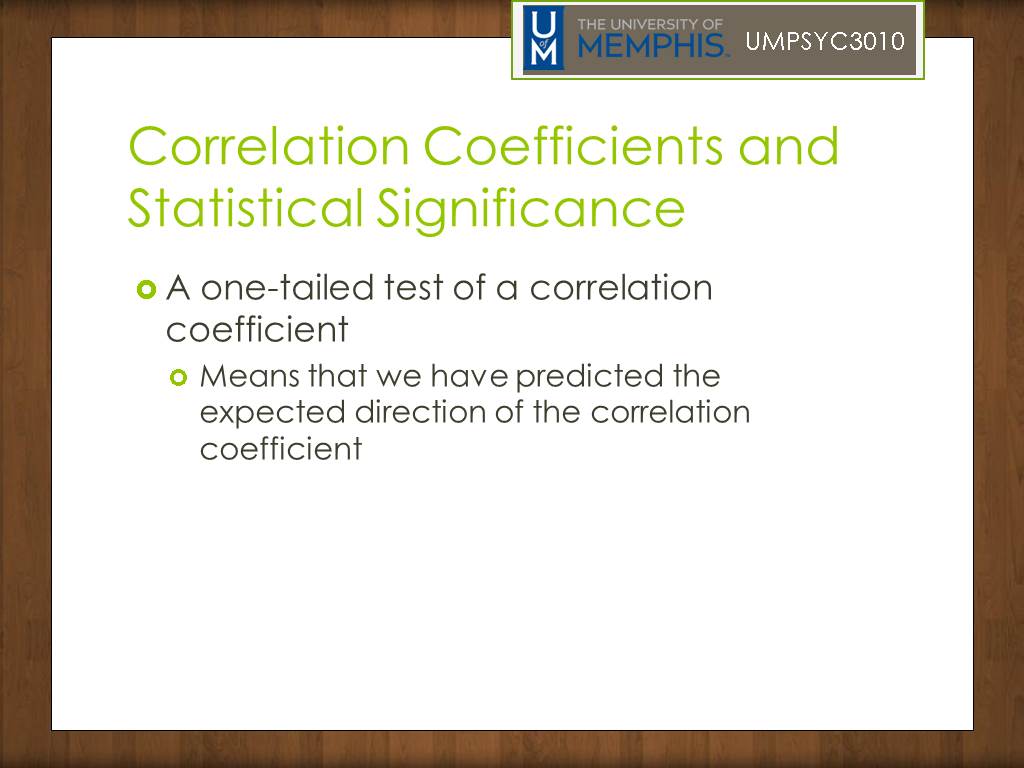 U
of
M
THE UNIVERSITY OF
MEMPHIS™
UMPSYC3010
Correlation Coefficients and
Statistical Significance
A one-tailed test of a correlation
coefficient
Means that we have predicted the
expected direction of the correlation
coefficient